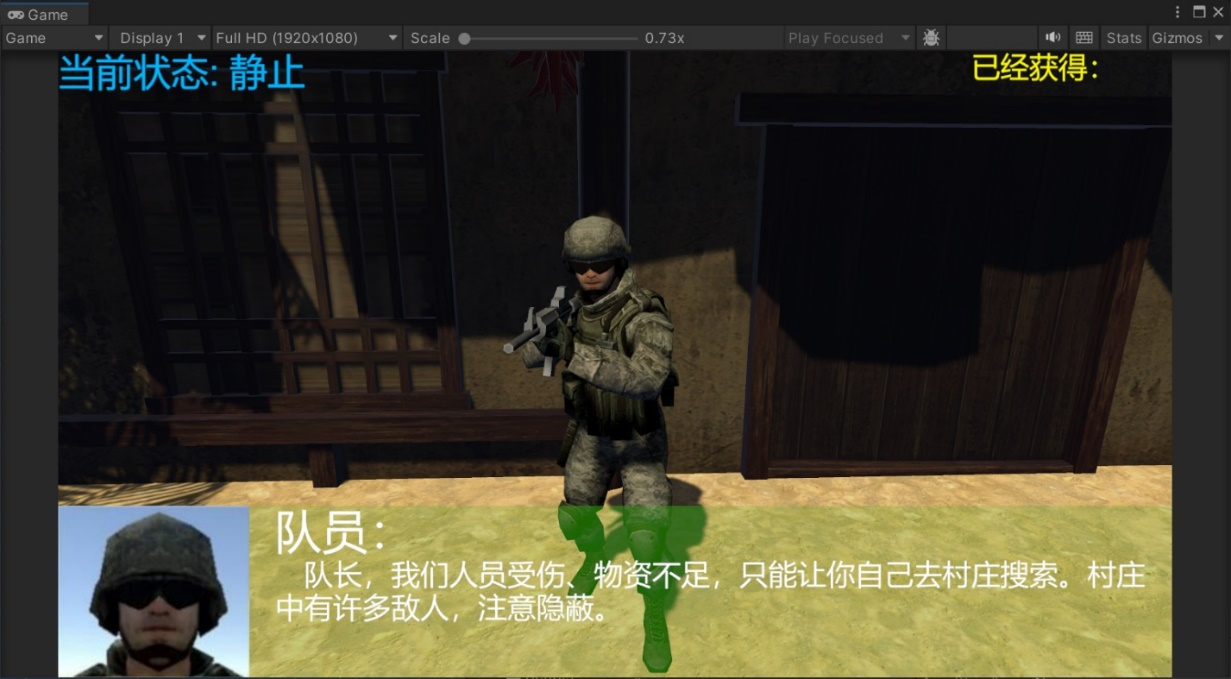 Game
Game Display 1 Full HD (1920x1080) Scale 0.73x Play Focused Stats Gizmos
当前状态: 静止
已经获得：
队员：
队长，我们人员受伤、物资不足，只能让你自己去村庄搜索。村庄
中有许多敌人，注意隐蔽。